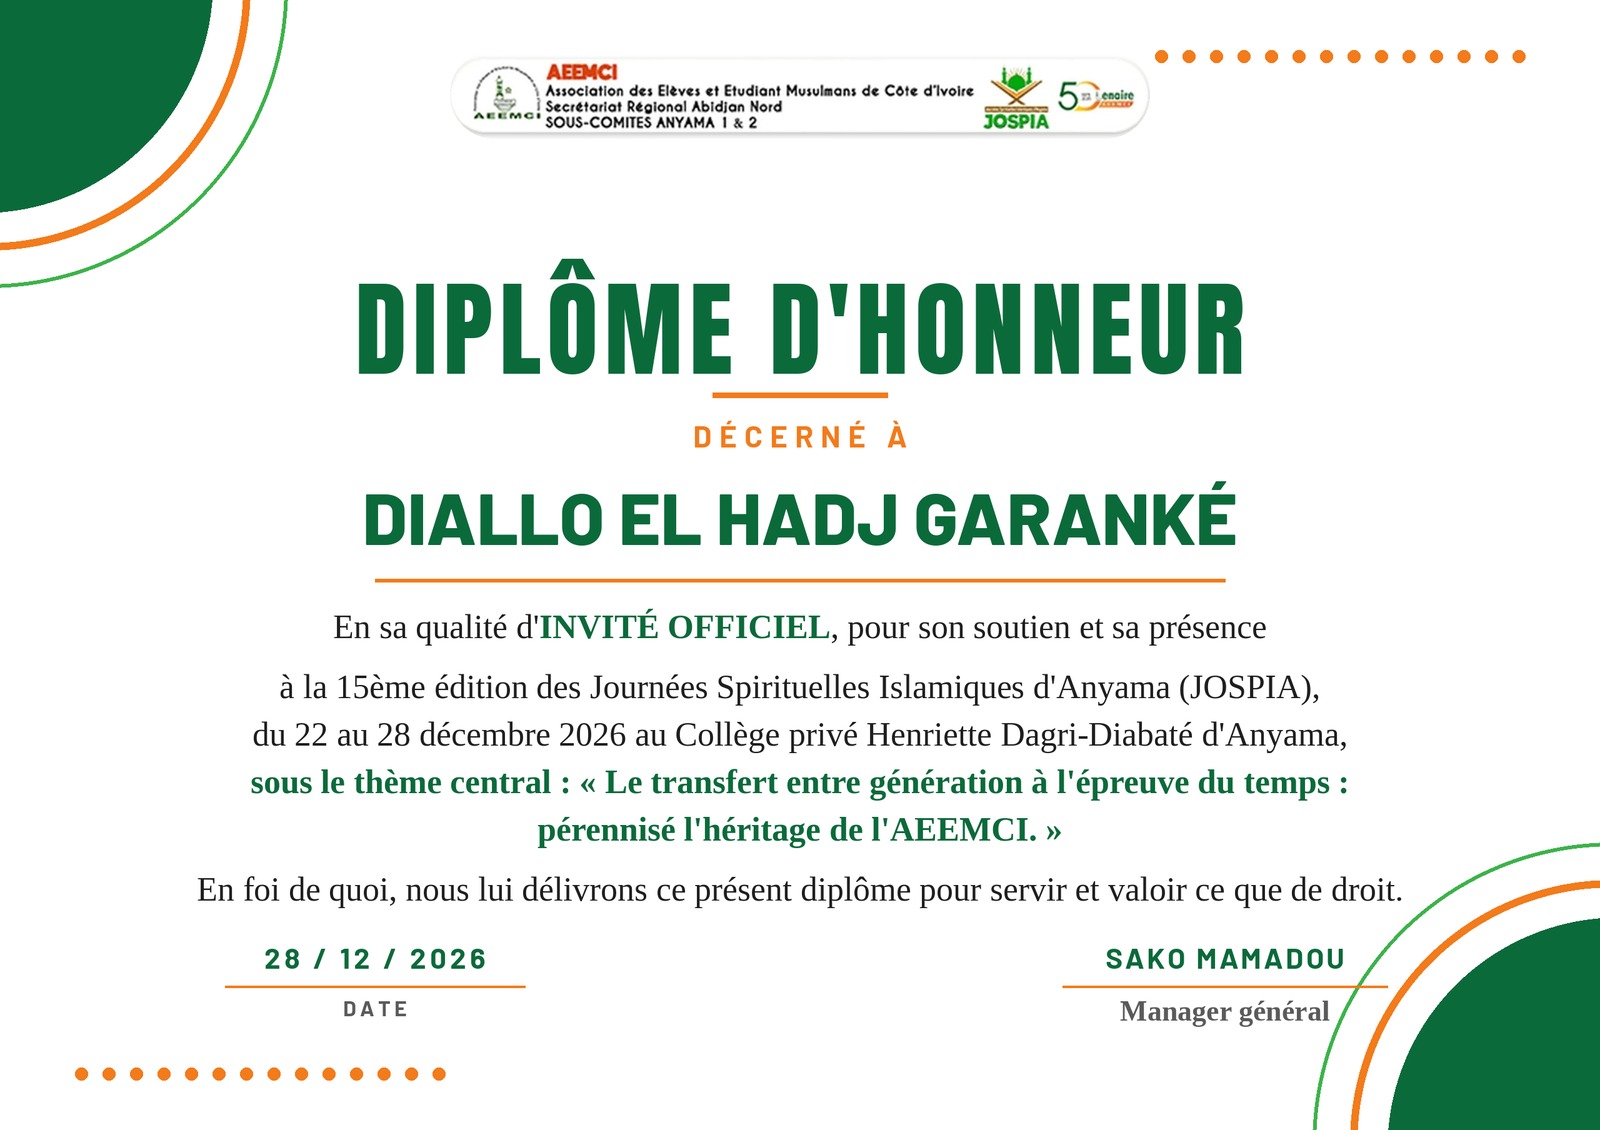 AEEMCI
Association des Elèves et Etudiant Musulmans de Côte d'Ivoire
Secrétariat Régional Abidjan Nord
SOUS-COMITES ANYAMA 1 & 2
AEEMCI
JOSPIA
50 enaire
DIPLÔME D'HONNEUR
DÉCERNÉ À
DIALLO EL HADJ GARANKÉ
En sa qualité d'INVITÉ OFFICIEL, pour son soutien et sa présence
à la 15ème édition des Journées Spirituelles Islamiques d'Anyama (JOSPIA),
du 22 au 28 décembre 2026 au Collège privé Henriette Dagri-Diabaté d'Anyama,
sous le thème central : « Le transfert entre génération à l'épreuve du temps :
pérennisé l'héritage de l'AEEMCI. »
En foi de quoi, nous lui délivrons ce présent diplôme pour servir et valoir ce que de droit.
28 / 12 / 2026
DATE
SAKO MAMADOU
Manager général